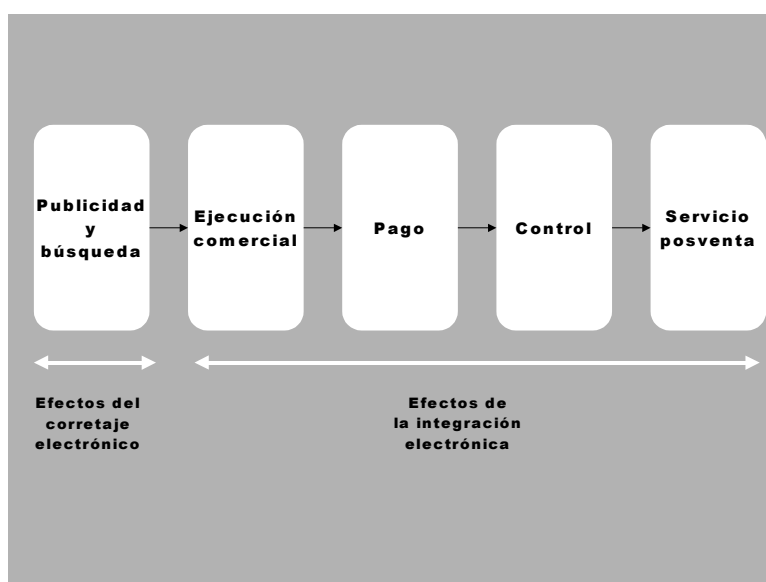 Publicidad
y
búsqueda
Ejecución
comercial
Pago
Control
Servicio
posventa
Efectos del
corretaje
electrónico
Efectos de
la integración
electrónica